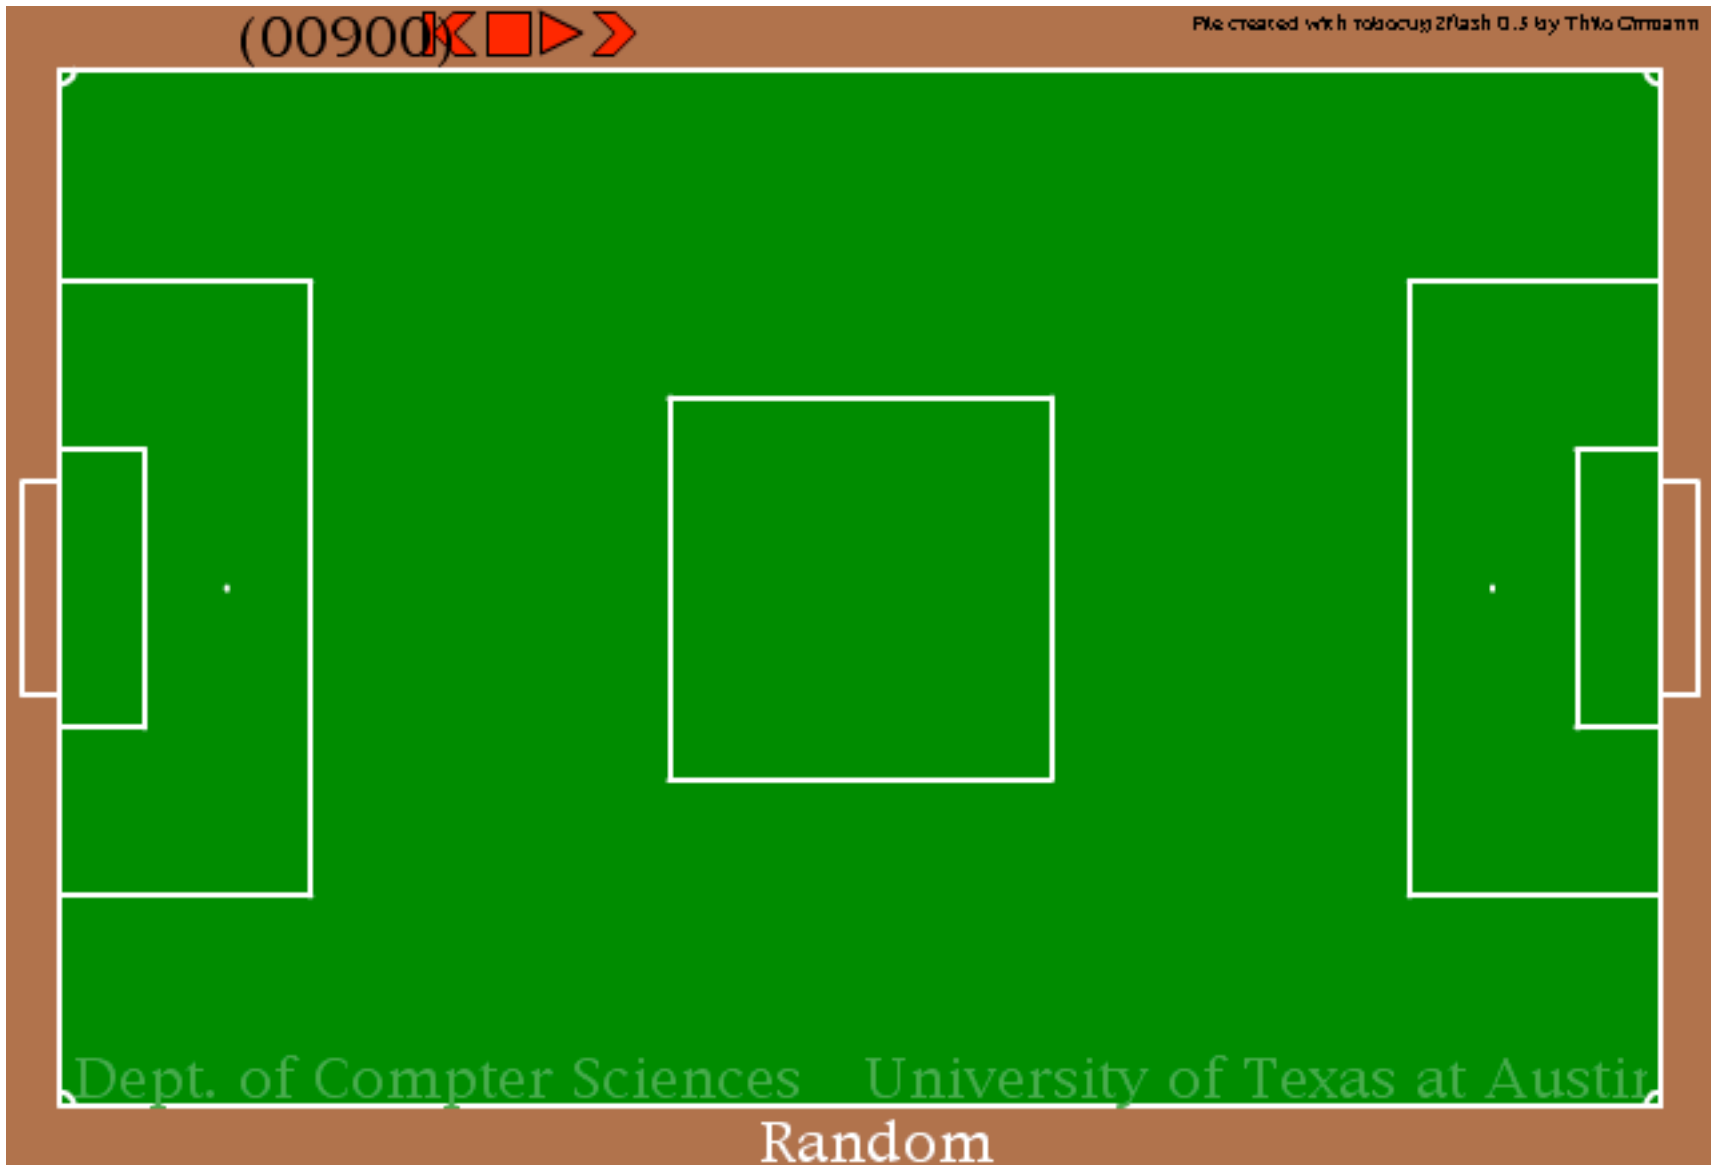 (00900)
File created with robocup2flash 0.5 by Thilo Girmann
Dept. of Compter Sciences University of Texas at Austin
Random